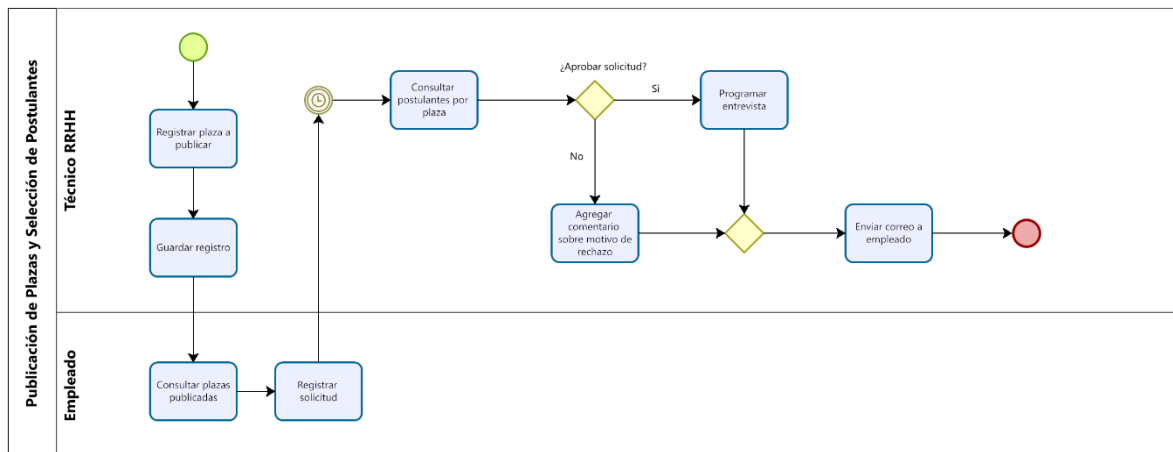 Publicación de Plazas y Selección de Postulantes
Técnico RRHH
Registrar plaza a
publicar
Guardar registro
Consultar
postulantes por
plaza
¿Aprobar solicitud?
Si
No
Programar
entrevista
Agregar
comentario
sobre motivo de
rechazo
Enviar correo a
empleado
Empleado
Consultar plazas
publicadas
Registrar
solicitud